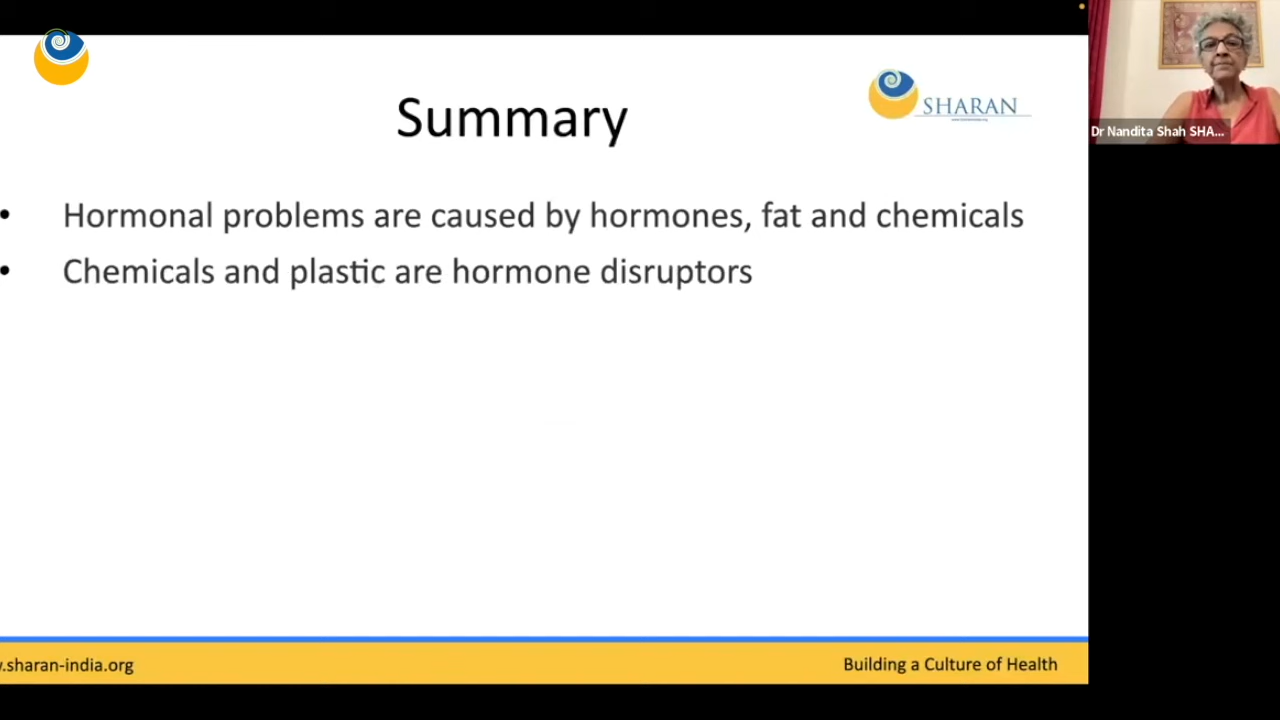 Summary
SHARAN
Dr Nandita Shah SHA...
• Hormonal problems are caused by hormones, fat and chemicals
• Chemicals and plastic are hormone disruptors
.sharan-india.org
Building a Culture of Health